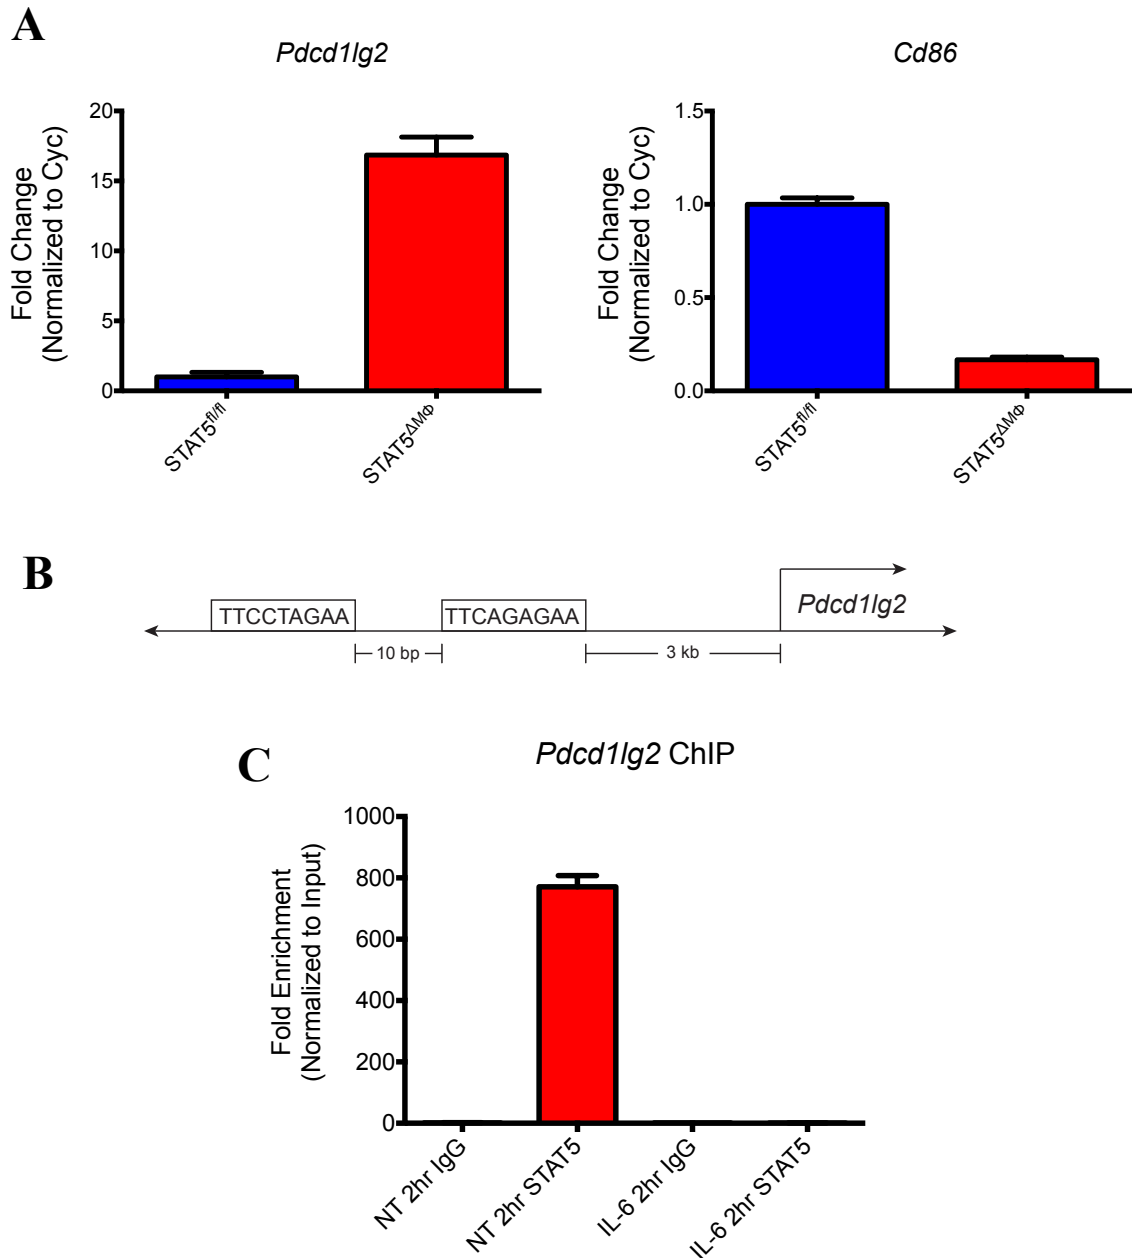 A
Pdcd1lg2
Fold Change
(Normalized to Cyc)
20
15
10
5
0
STAT5fl/fl
STAT5ΔMΦ
Cd86
Fold Change
(Normalized to Cyc)
1.5
1.0
0.5
0.0
STAT5fl/fl
STAT5ΔMΦ
B
TTCCTAGAA
TTCAGAGAA
Pdcd1lg2
10 bp
3 kb
C
Pdcd1lg2 ChIP
Fold Enrichment
(Normalized to Input)
1000
800
600
400
200
0
NT 2hr IgG
NT 2hr STAT5
IL-6 2hr IgG
IL-6 2hr STAT5